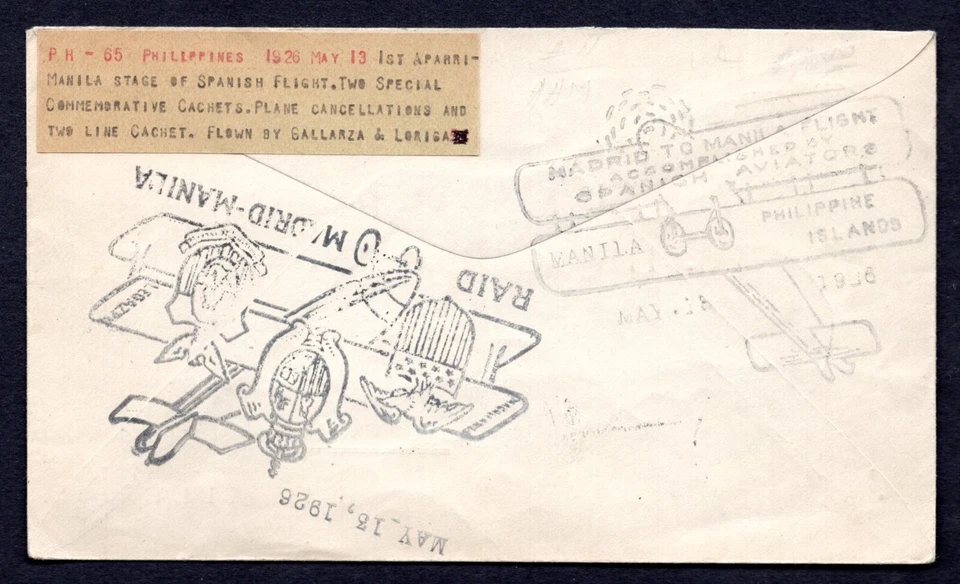 PH - 65 PHILIPPINES 1926 MAY 13 1ST APARRI-
MANILA STAGE OF SPANISH FLIGHT. TWO SPECIAL
COMMEMORATIVE CACHETS. PLANE CANCELLATIONS AND
TWO LINE CACHET. FLOWN BY GALLARZA & LORIGA
MADRID TO MANILA FLIGHT
ACCOMPLISHED BY
SPANISH AVIATORS
PHILIPPINE
MANILA ISLANDS
1926
RAID MADRID-MANILA
LEGAZPI
MAY 13, 1926